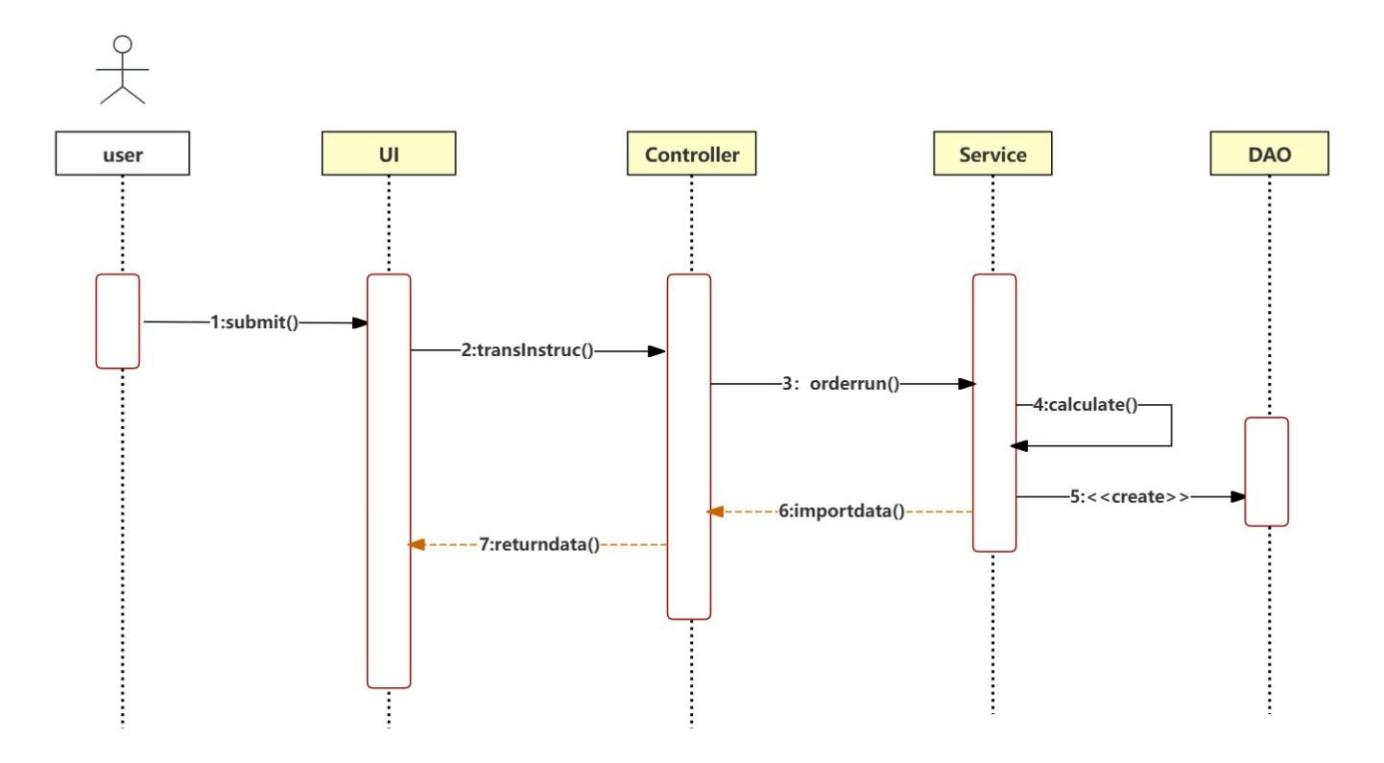 user
UI
Controller
Service
DAO
1:submit()
2:transInstruc()
3: orderrun()
4:calculate()
5:<<create>>
6:importdata()
7:returndata()